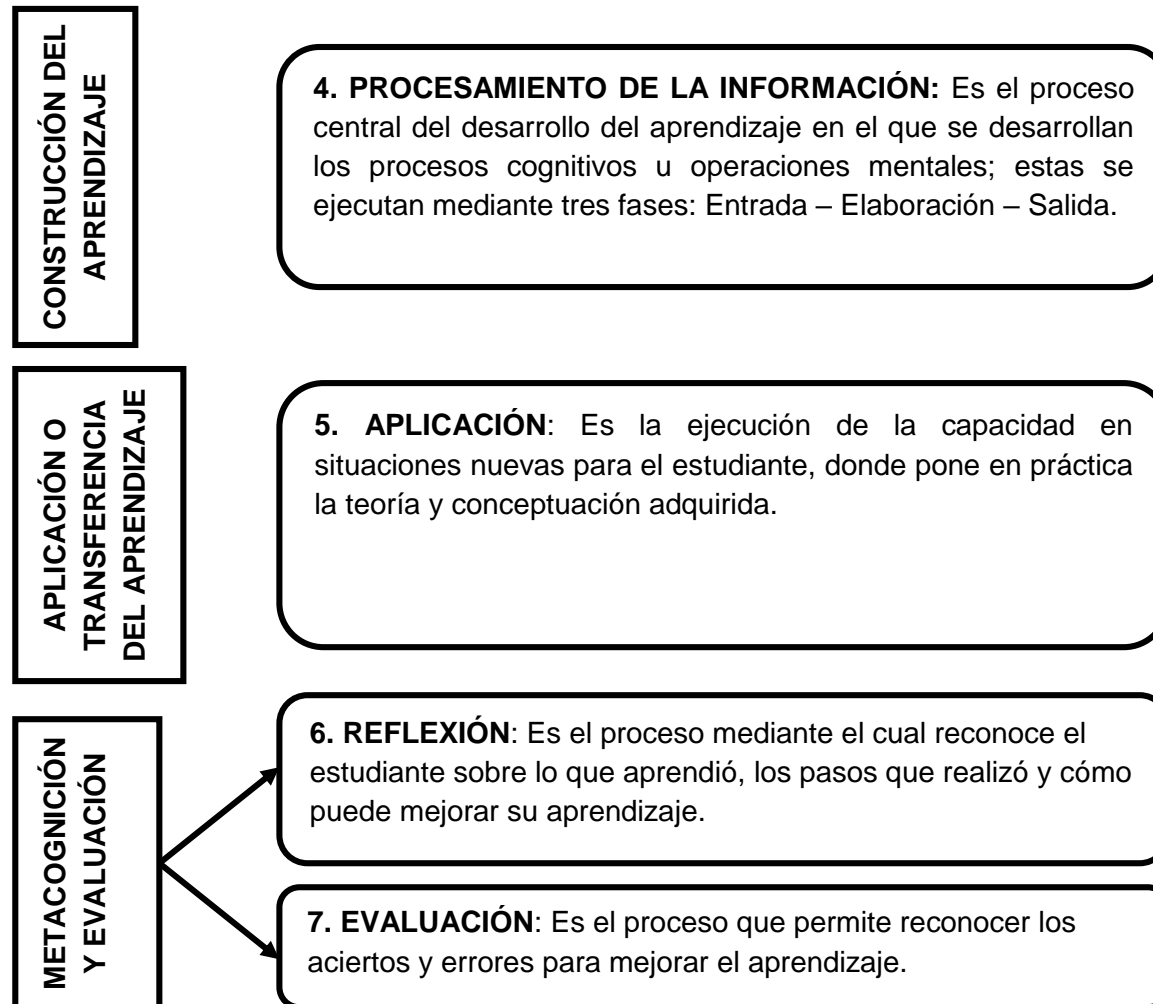 CONSTRUCCIÓN DEL
APRENDIZAJE
4. PROCESAMIENTO DE LA INFORMACIÓN: Es el proceso
central del desarrollo del aprendizaje en el que se desarrollan
los procesos cognitivos u operaciones mentales; estas se
ejecutan mediante tres fases: Entrada – Elaboración – Salida.
APLICACIÓN O
TRANSFERENCIA
DEL APRENDIZAJE
5. APLICACIÓN: Es la ejecución de la capacidad en
situaciones nuevas para el estudiante, donde pone en práctica
la teoría y conceptuación adquirida.
METACOGNICIÓN
Y EVALUACIÓN
6. REFLEXIÓN: Es el proceso mediante el cual reconoce el
estudiante sobre lo que aprendió, los pasos que realizó y cómo
puede mejorar su aprendizaje.
7. EVALUACIÓN: Es el proceso que permite reconocer los
aciertos y errores para mejorar el aprendizaje.